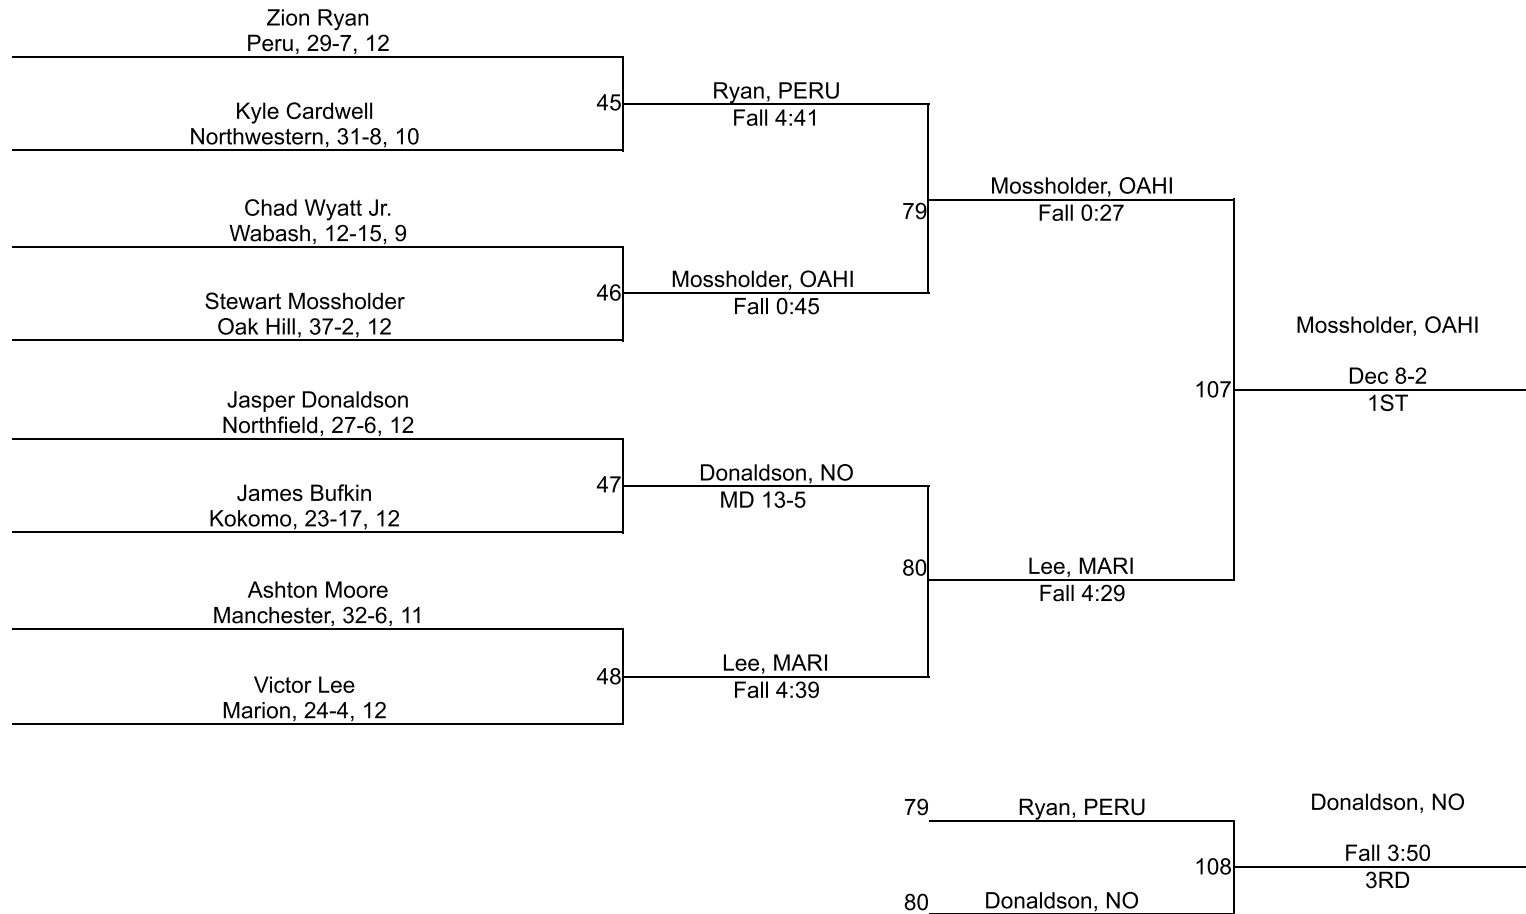 Zion Ryan
Peru, 29-7, 12
Kyle Cardwell
Northwestern, 31-8, 10
45
Ryan, PERU
Fall 4:41
Chad Wyatt Jr.
Wabash, 12-15, 9
Stewart Mossholder
Oak Hill, 37-2, 12
46
Mossholder, OAHI
Fall 0:45
79
Mossholder, OAHI
Fall 0:27
Jasper Donaldson
Northfield, 27-6, 12
James Bufkin
Kokomo, 23-17, 12
47
Donaldson, NO
MD 13-5
Ashton Moore
Manchester, 32-6, 11
Victor Lee
Marion, 24-4, 12
48
Lee, MARI
Fall 4:39
80
Lee, MARI
Fall 4:29
107
Mossholder, OAHI
Dec 8-2
1ST
79
Ryan, PERU
80
Donaldson, NO
108
Donaldson, NO
Fall 3:50
3RD